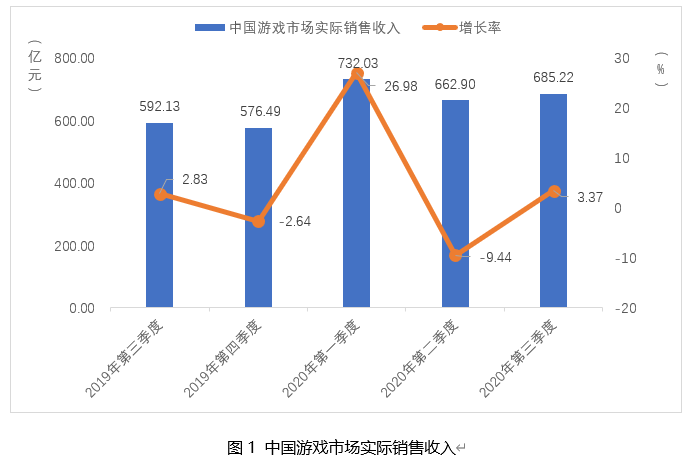 中国游戏市场实际销售收入 增长率
（亿元）
（%）
800.00
600.00
400.00
200.00
0.00
592.13
576.49
732.03
662.90
685.22
2.83
-2.64
26.98
-9.44
3.37
30
20
10
0
-10
-20
2019年第三季度
2019年第四季度
2020年第一季度
2020年第二季度
2020年第三季度
图 1 中国游戏市场实际销售收入↵